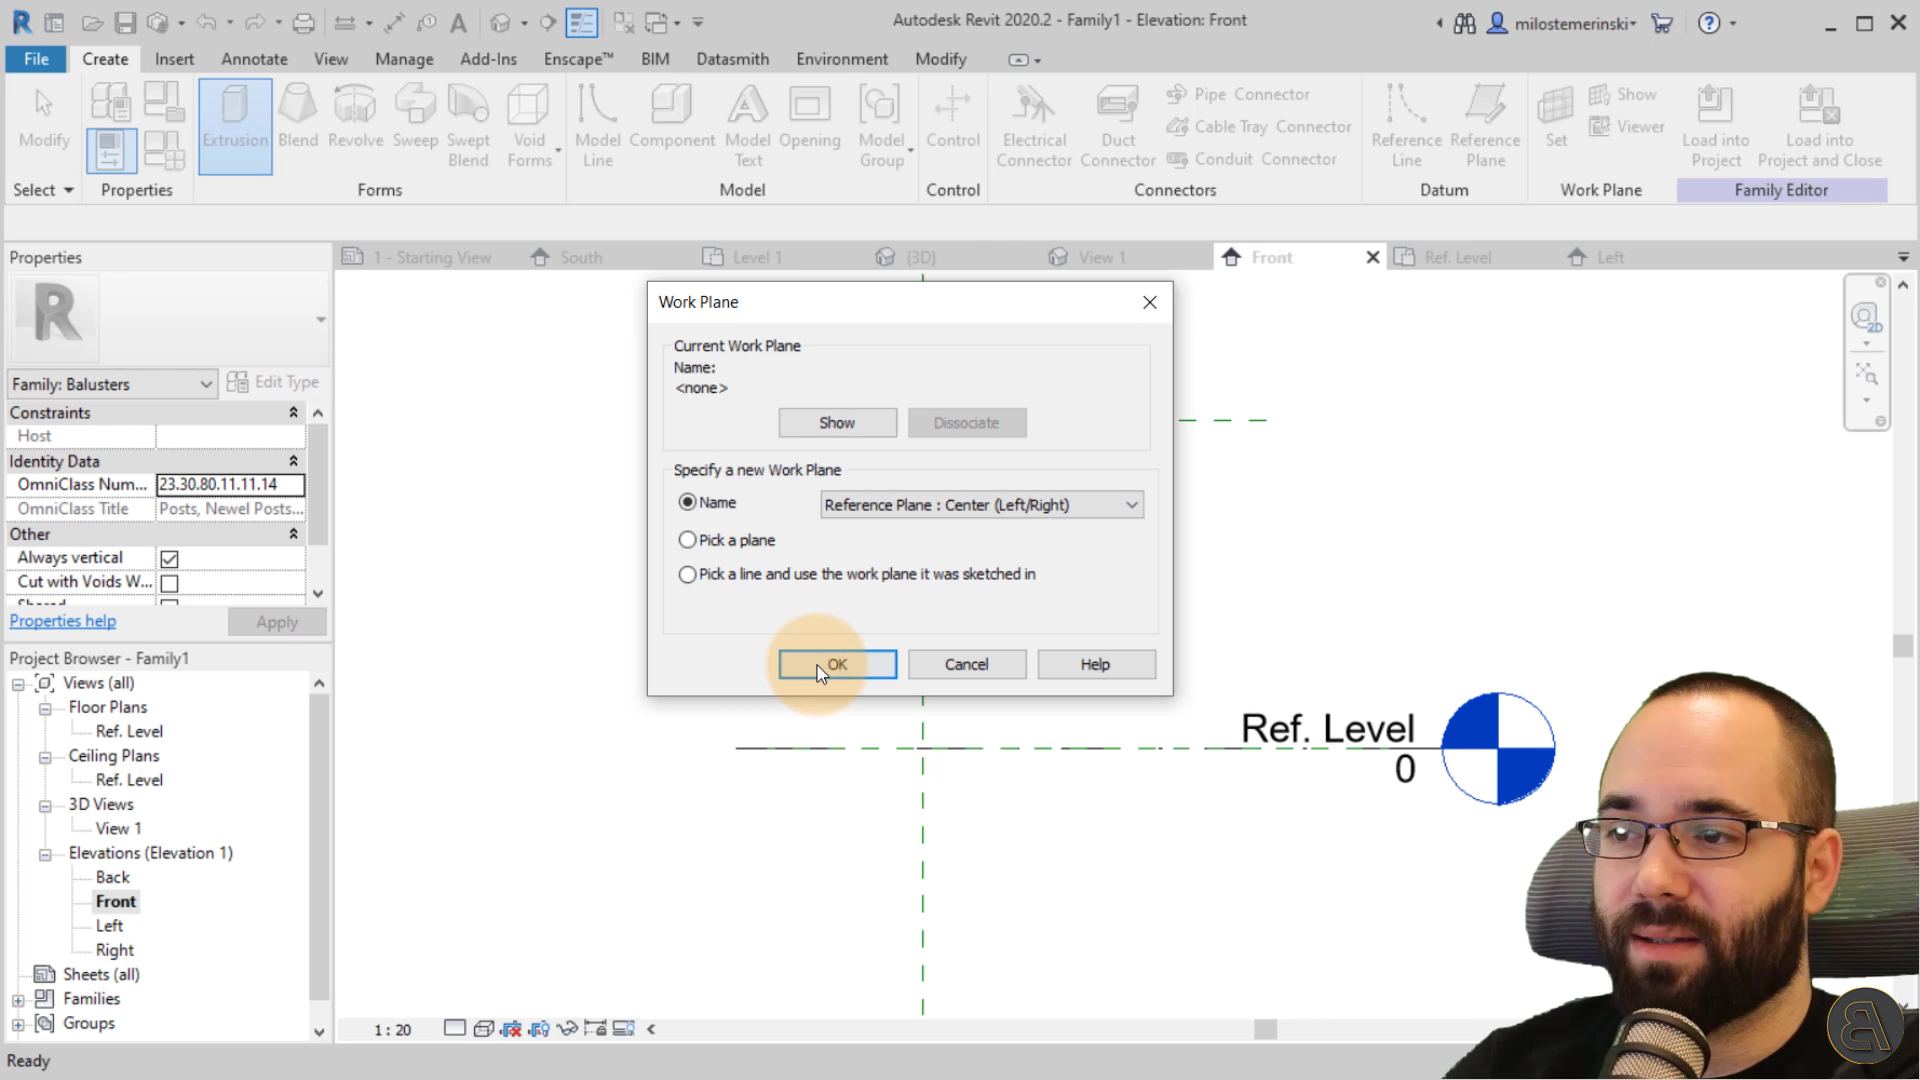 Autodesk Revit 2020.2 - Family1 - Elevation: Front
milostemerinski
File Create Insert Annotate View Manage Add-Ins Enscape™ BIM Datasmith Environment Modify
Modify Extrusion Blend Revolve Sweep Swept Blend Void Forms Model Line Component Model Text Opening Model Group Control Electrical Connector Duct Connector
Pipe Connector
Cable Tray Connector
Conduit Connector
Reference Line Reference Plane Set Show Viewer Load into Project Load into Project and Close
Select Properties Forms Model Control Connectors Datum Work Plane Family Editor
Properties
1 - Starting View South Level 1 {3D} View 1 Front Ref. Level Left
Family: Balusters Edit Type
Constraints
Host
Identity Data
OmniClass Num... 23.30.80.11.11.14
OmniClass Title Posts, Newel Posts...
Other
Always vertical
Cut with Voids W...
Properties help Apply
Project Browser - Family1
Views (all)
Floor Plans
Ref. Level
Ceiling Plans
Ref. Level
3D Views
View 1
Elevations (Elevation 1)
Back
Front
Left
Right
Sheets (all)
Families
Groups
Ready
Work Plane
Current Work Plane
Name:
<none>
Show Dissociate
Specify a new Work Plane
Name Reference Plane : Center (Left/Right)
Pick a plane
Pick a line and use the work plane it was sketched in
OK Cancel Help
Ref. Level
0
2D
1 : 20